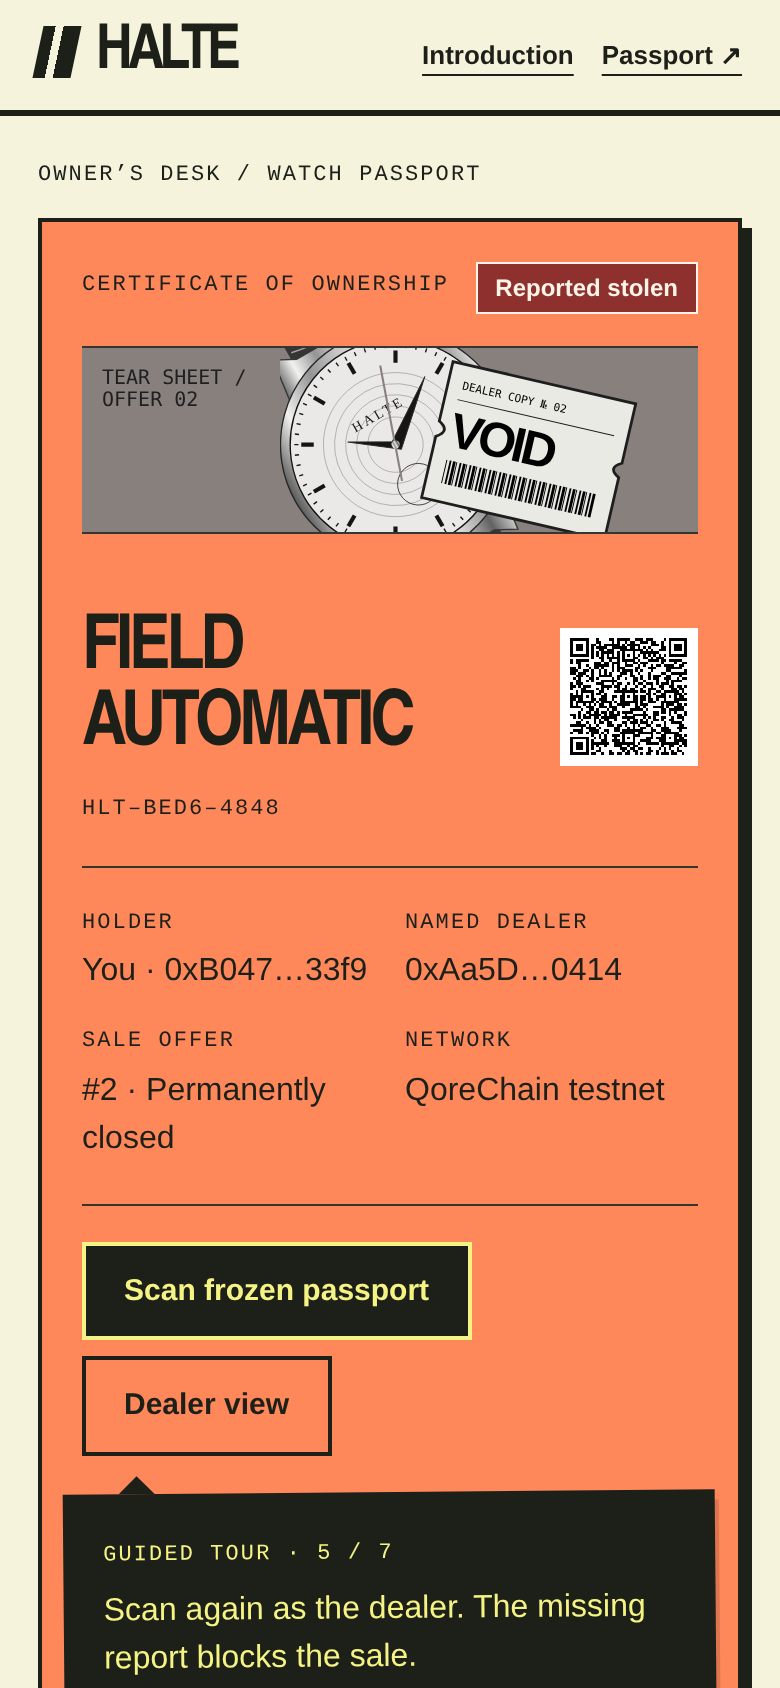 HALTE
Introduction
Passport ↗
OWNER’S DESK / WATCH PASSPORT
CERTIFICATE OF OWNERSHIP
Reported stolen
TEAR SHEET /
OFFER 02
HALTE
DEALER COPY № 02
VOID
FIELD
AUTOMATIC
HLT–BED6–4848
HOLDER
You · 0xB047…33f9
NAMED DEALER
0xAa5D…0414
SALE OFFER
#2 · Permanently
closed
NETWORK
QoreChain testnet
Scan frozen passport
Dealer view
GUIDED TOUR · 5 / 7
Scan again as the dealer. The missing
report blocks the sale.